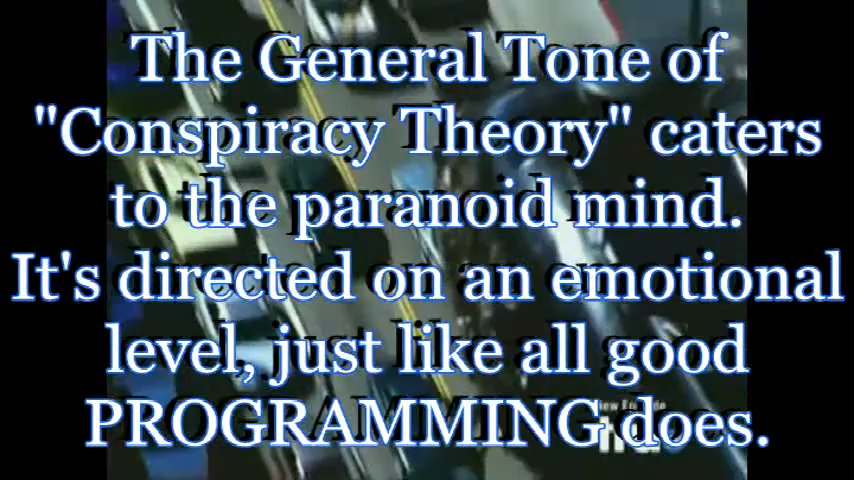 The General Tone of
"Conspiracy Theory" caters
to the paranoid mind.
It's directed on an emotional
level, just like all good
PROGRAMMING does.